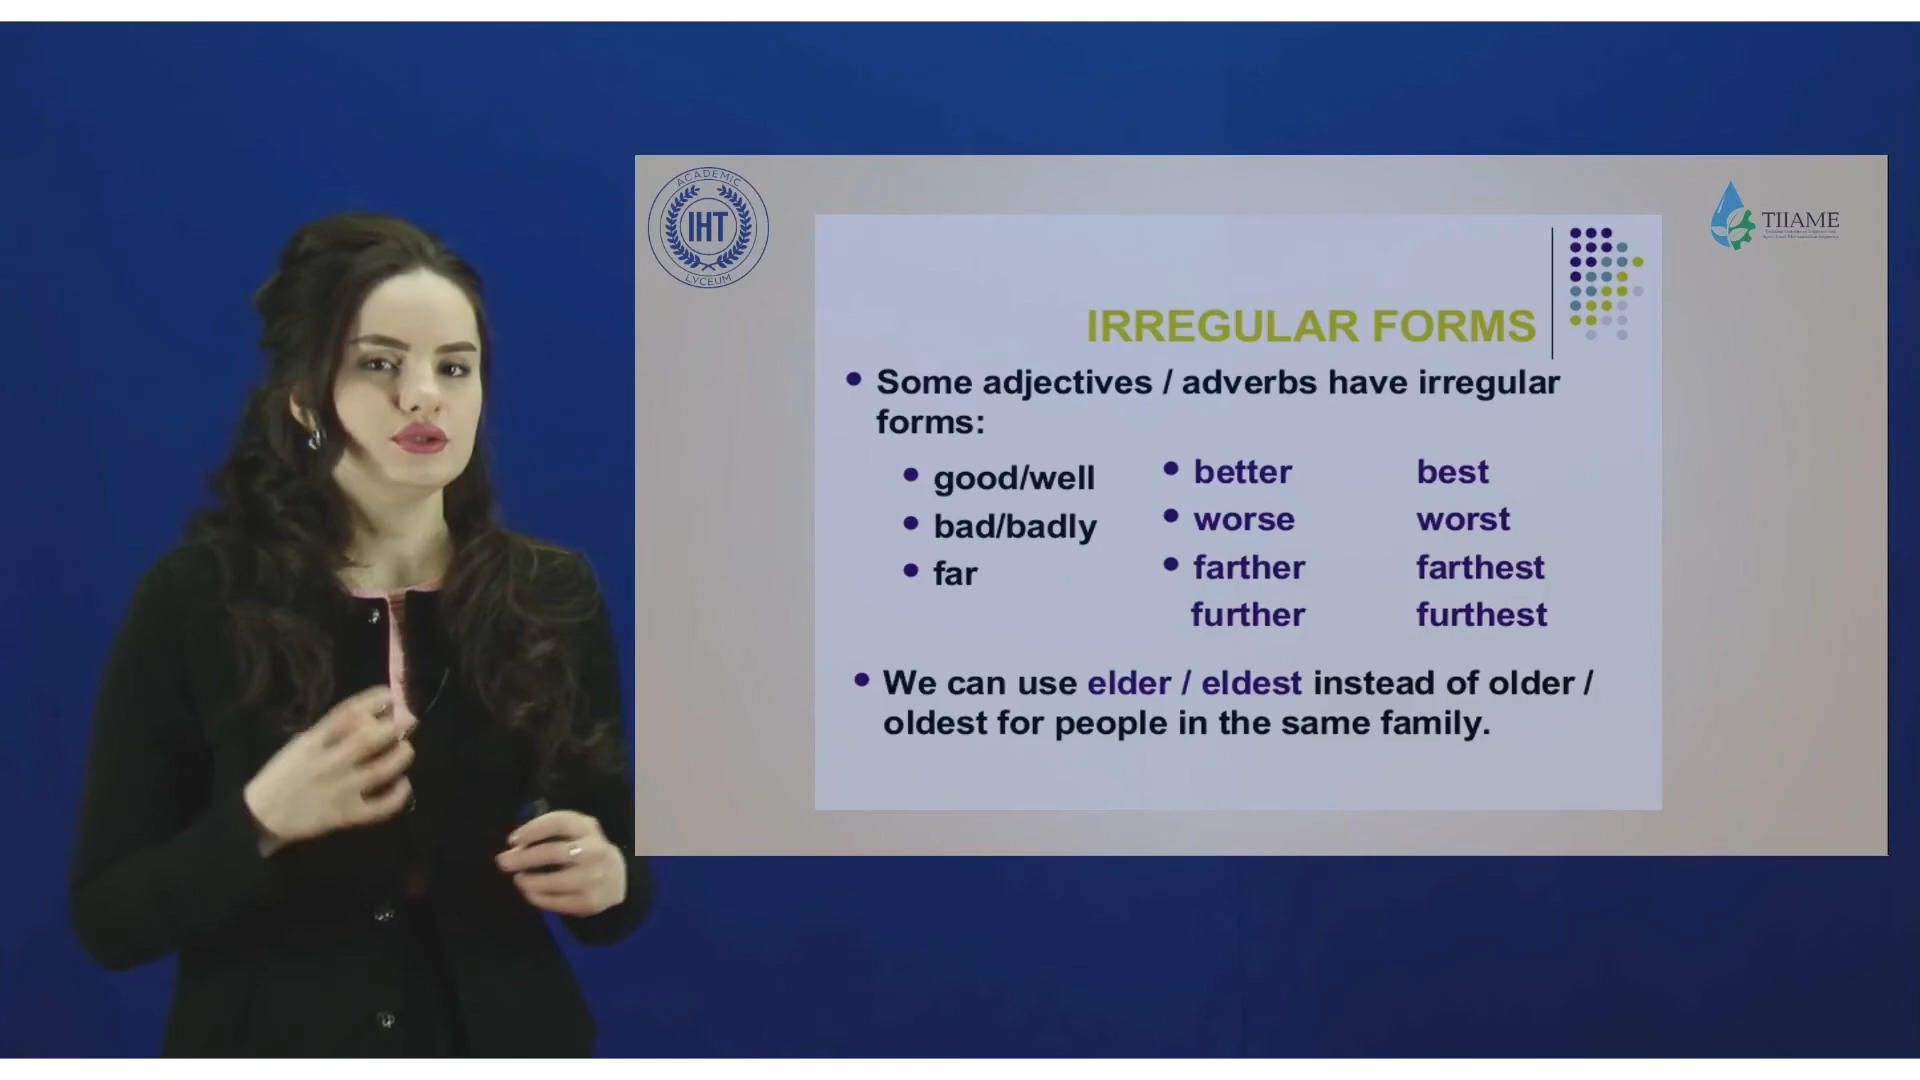 ACADEMIC
IHT
LYCEUM
TIIAME
IRREGULAR FORMS
Some adjectives / adverbs have irregular
forms:
good/well better best
bad/badly worse worst
far farther farthest
further furthest
We can use elder / eldest instead of older /
oldest for people in the same family.